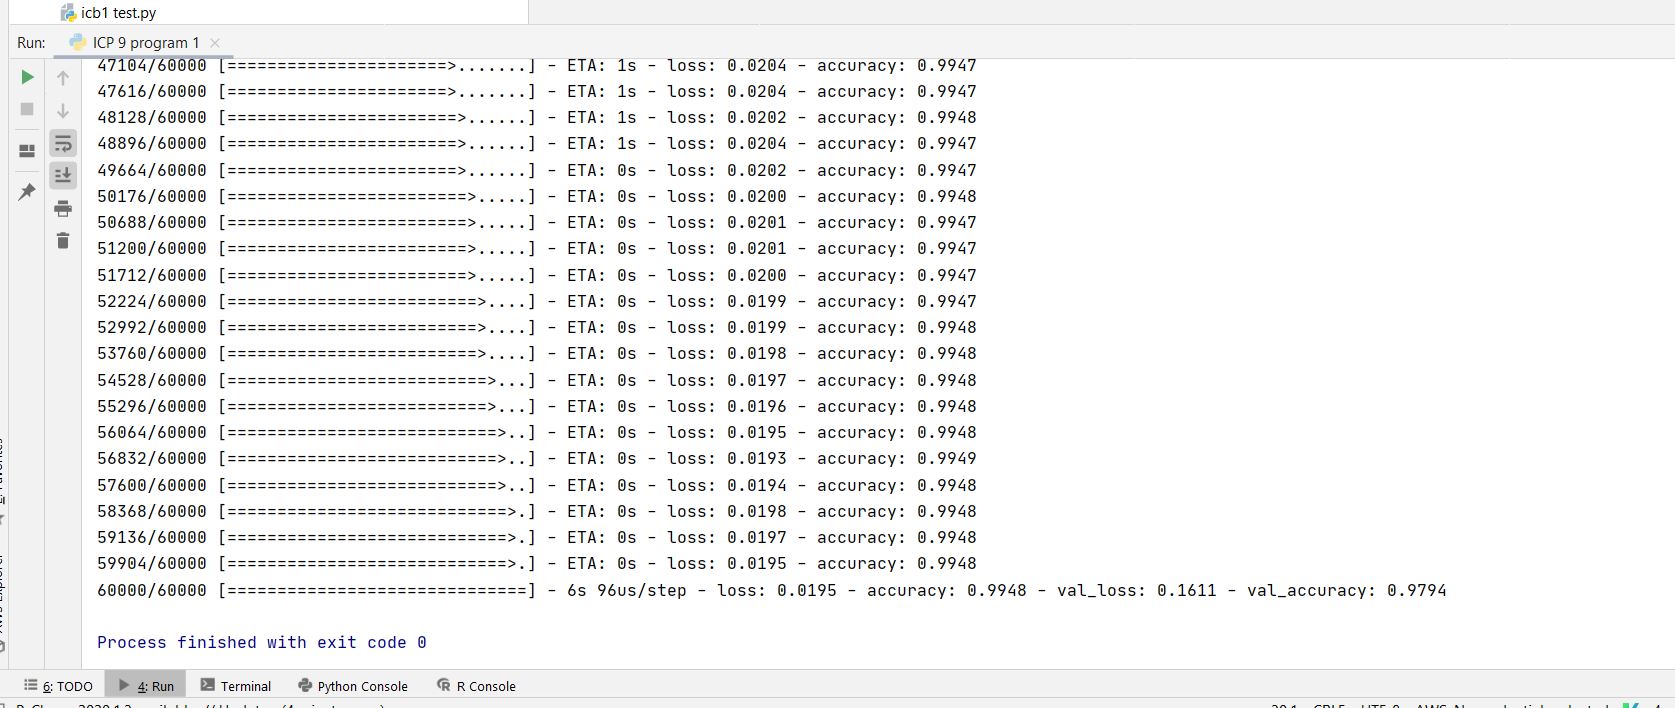 icb1 test.py
Run: ICP 9 program 1
47104/60000 [======================>.......] - ETA: 1s - loss: 0.0204 - accuracy: 0.9947
47616/60000 [======================>.......] - ETA: 1s - loss: 0.0204 - accuracy: 0.9947
48128/60000 [=======================>......] - ETA: 1s - loss: 0.0202 - accuracy: 0.9948
48896/60000 [=======================>......] - ETA: 1s - loss: 0.0204 - accuracy: 0.9947
49664/60000 [=======================>......] - ETA: 0s - loss: 0.0202 - accuracy: 0.9947
50176/60000 [========================>.....] - ETA: 0s - loss: 0.0200 - accuracy: 0.9948
50688/60000 [========================>.....] - ETA: 0s - loss: 0.0201 - accuracy: 0.9947
51200/60000 [========================>.....] - ETA: 0s - loss: 0.0201 - accuracy: 0.9947
51712/60000 [========================>.....] - ETA: 0s - loss: 0.0200 - accuracy: 0.9947
52224/60000 [=========================>....] - ETA: 0s - loss: 0.0199 - accuracy: 0.9947
52992/60000 [=========================>....] - ETA: 0s - loss: 0.0199 - accuracy: 0.9948
53760/60000 [=========================>....] - ETA: 0s - loss: 0.0198 - accuracy: 0.9948
54528/60000 [==========================>...] - ETA: 0s - loss: 0.0197 - accuracy: 0.9948
55296/60000 [==========================>...] - ETA: 0s - loss: 0.0196 - accuracy: 0.9948
56064/60000 [===========================>..] - ETA: 0s - loss: 0.0195 - accuracy: 0.9948
56832/60000 [===========================>..] - ETA: 0s - loss: 0.0193 - accuracy: 0.9949
57600/60000 [===========================>..] - ETA: 0s - loss: 0.0194 - accuracy: 0.9948
58368/60000 [============================>.] - ETA: 0s - loss: 0.0198 - accuracy: 0.9948
59136/60000 [============================>.] - ETA: 0s - loss: 0.0197 - accuracy: 0.9948
59904/60000 [============================>.] - ETA: 0s - loss: 0.0195 - accuracy: 0.9948
60000/60000 [==============================] - 6s 96us/step - loss: 0.0195 - accuracy: 0.9948 - val_loss: 0.1611 - val_accuracy: 0.9794
Process finished with exit code 0
6: TODO 4: Run Terminal Python Console R Console